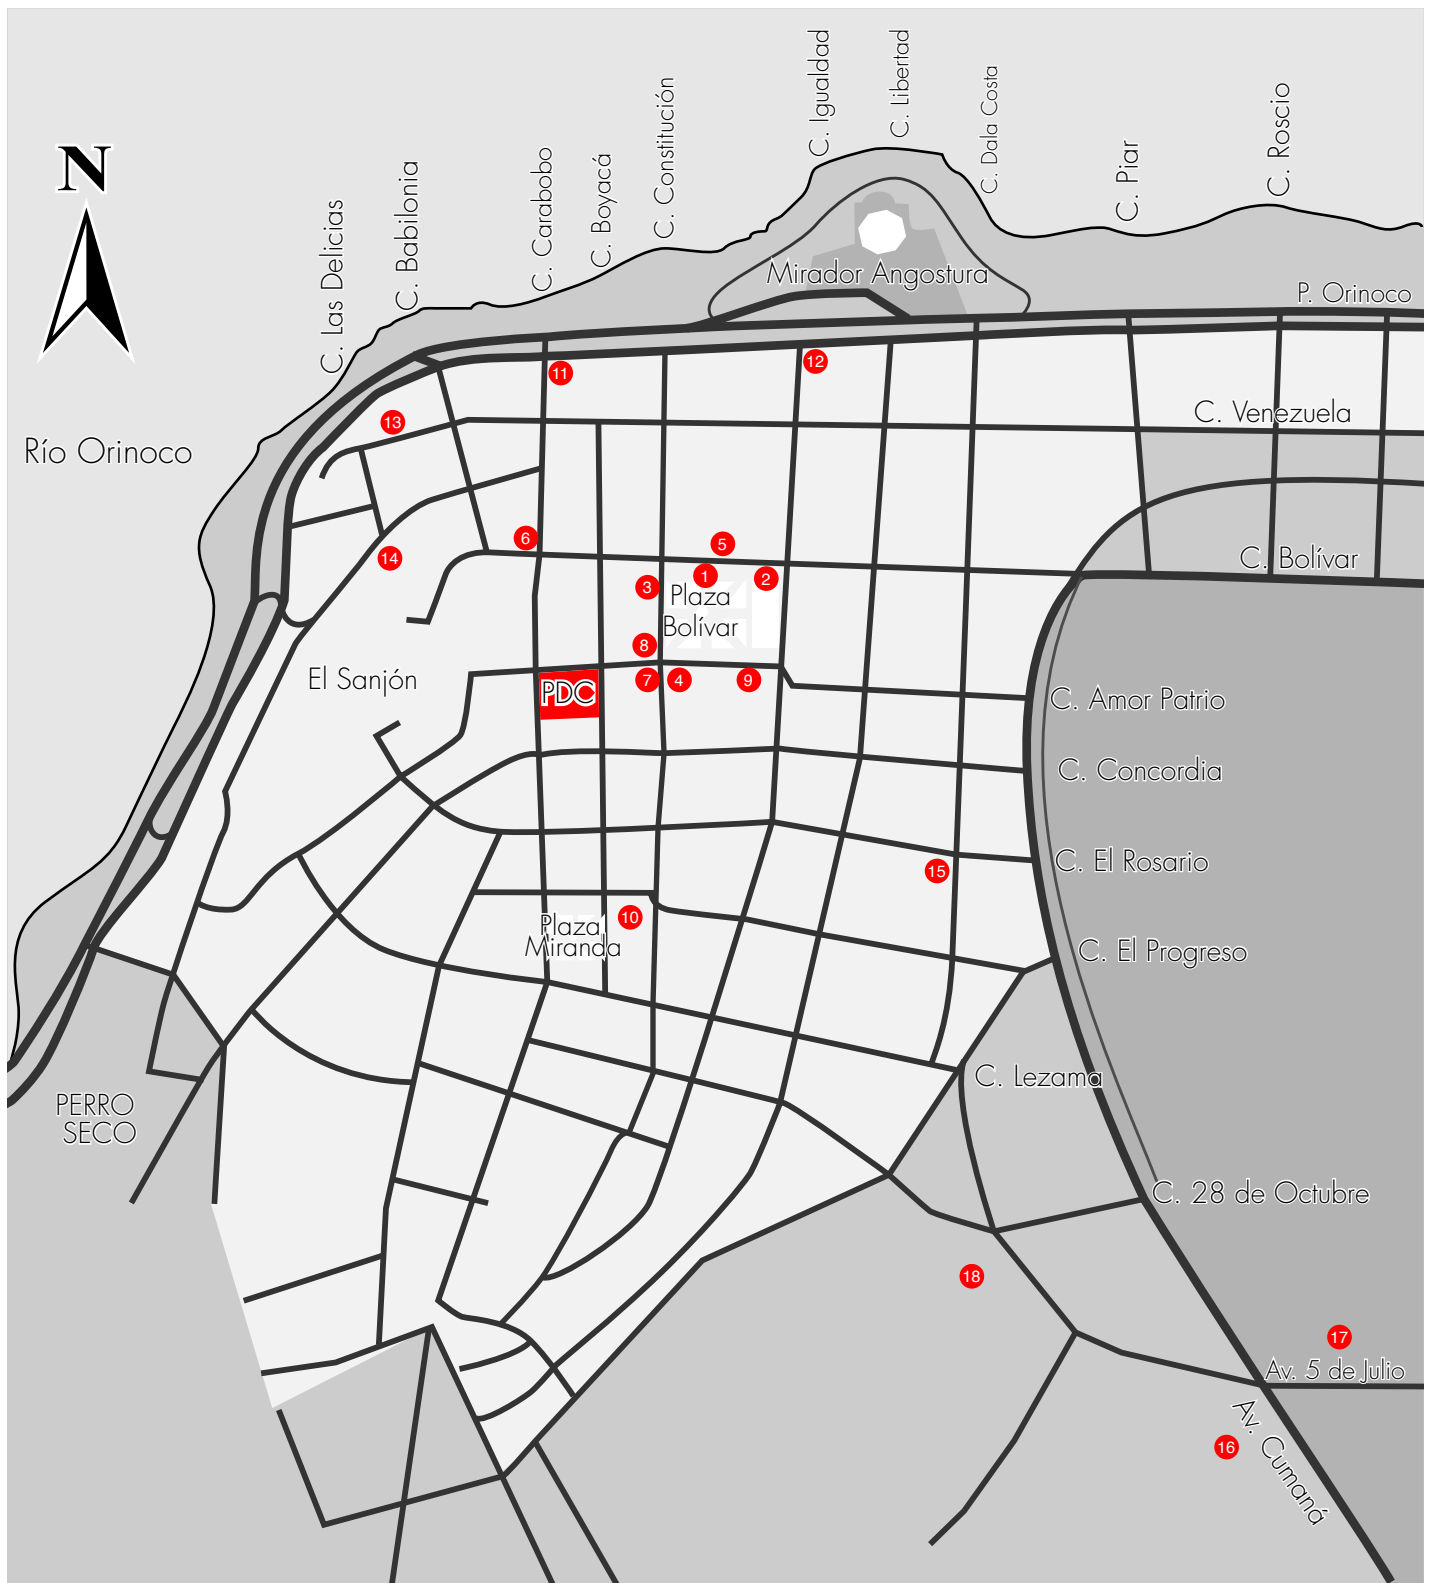 C. Igualdad
C. Libertad
C. Constitución
C. Dala Costa
C. Roscio
C. Piar
C. Carabobo
C. Boyacá
C. Babilonia
C. Las Delicias
N
Mirador Angostura
P. Orinoco
11
12
13
C. Venezuela
Río Orinoco
6
5
14
C. Bolívar
1
2
3
Plaza
Bolívar
8
El Sanjón
PDC
7
4
9
C. Amor Patrio
C. Concordia
15
C. El Rosario
10
Plaza
Miranda
C. El Progreso
C. Lezama
PERRO
SECO
C. 28 de Octubre
18
17
Av. 5 de Julio
16
Av. Cumaná